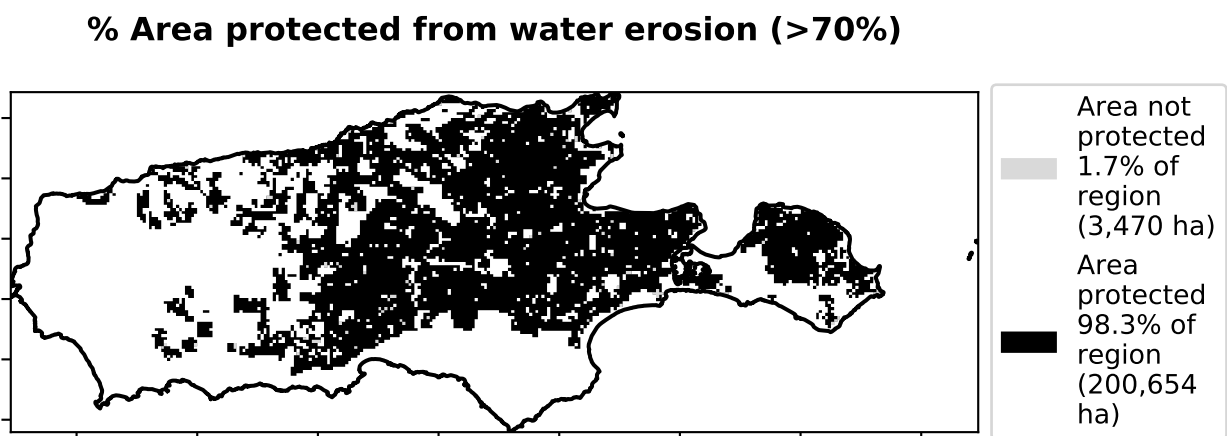 % Area protected from water erosion (>70%)
Area not
protected
1.7% of
region
(3,470 ha)
Area
protected
98.3% of
region
(200,654
ha)